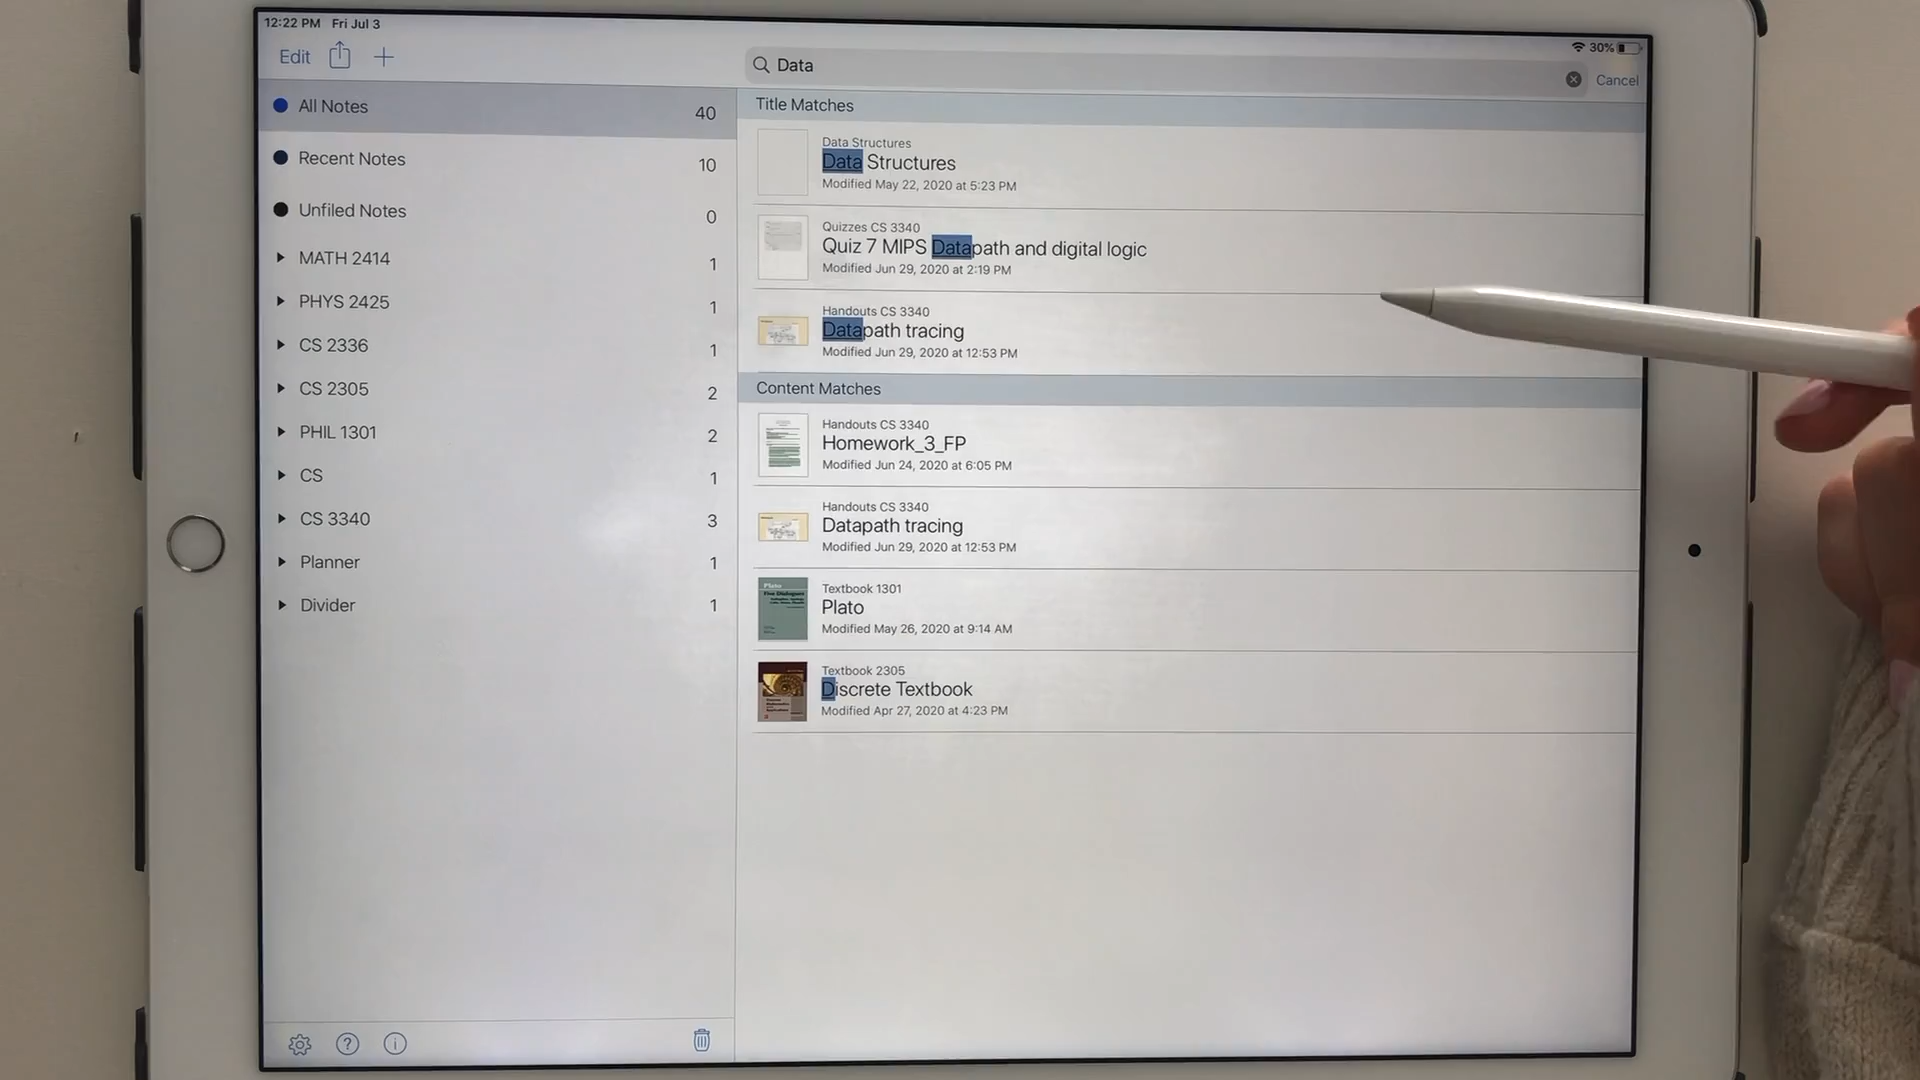 12:22 PM Fri Jul 3
30%
Edit
Data
Cancel
All Notes 40
Recent Notes 10
Unfiled Notes 0
MATH 2414 1
PHYS 2425 1
CS 2336 1
CS 2305 2
PHIL 1301 2
CS 1
CS 3340 3
Planner 1
Divider 1
Title Matches
Data Structures
Data Structures
Modified May 22, 2020 at 5:23 PM
Quizzes CS 3340
Quiz 7 MIPS Datapath and digital logic
Modified Jun 29, 2020 at 2:19 PM
Handouts CS 3340
Datapath tracing
Modified Jun 29, 2020 at 12:53 PM
Content Matches
Handouts CS 3340
Homework_3_FP
Modified Jun 24, 2020 at 6:05 PM
Handouts CS 3340
Datapath tracing
Modified Jun 29, 2020 at 12:53 PM
Plato
Five Dialogues
Textbook 1301
Plato
Modified May 26, 2020 at 9:14 AM
Textbook 2305
Discrete Textbook
Modified Apr 27, 2020 at 4:23 PM